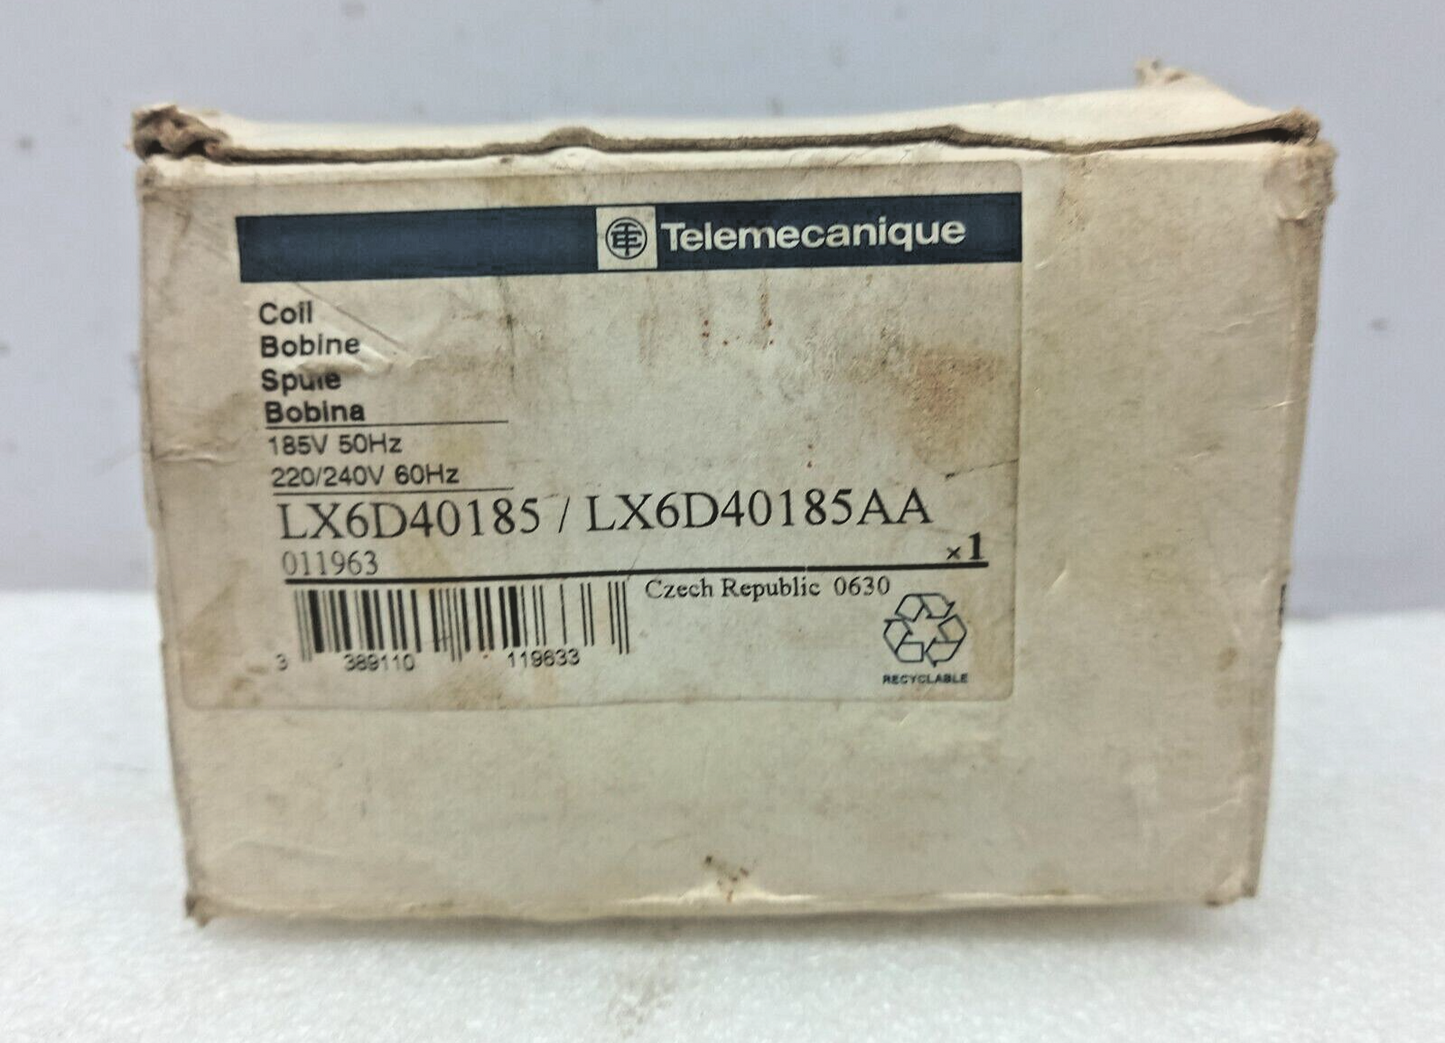 Telemecanique
Coil
Bobine
Spule
Bobina
185V 50Hz
220/240V 60Hz
LX6D40185 / LX6D40185AA
011963
x1
Czech Republic 0630
3 389110 119633
RECYCLABLE